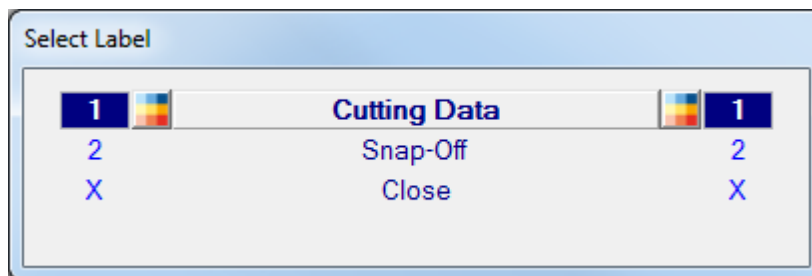 Select Label
1 Cutting Data 1
2 Snap-Off 2
X Close X